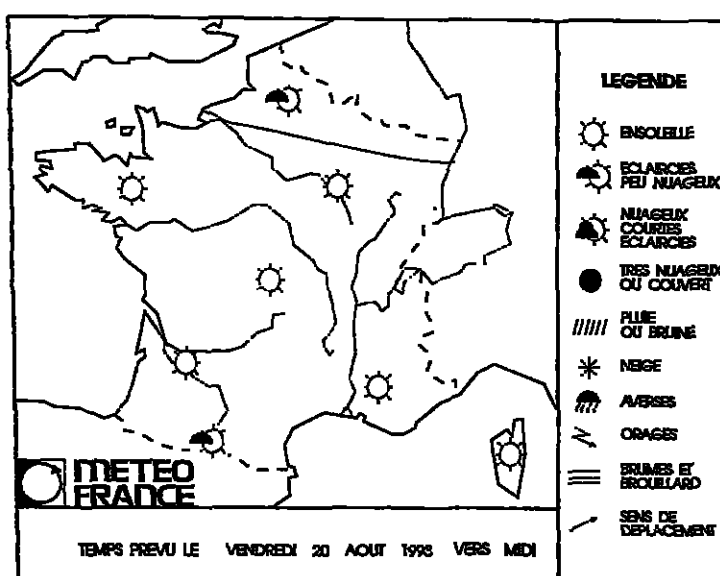 LEGENDE
ENSOLEILLE
ECLAIRCIES
PEU NUAGEUX
NUAGEUX
COURTES
ECLAIRCIES
TRES NUAGEUX
OU COUVERT
PLUIE
OU BRUINE
NEIGE
AVERSES
ORAGES
BRUMES ET
BROUILLARD
SENS DE
DEPLACEMENT
METEO
FRANCE
TEMPS PREVU LE VENDREDI 20 AOUT 1993 VERS MIDI